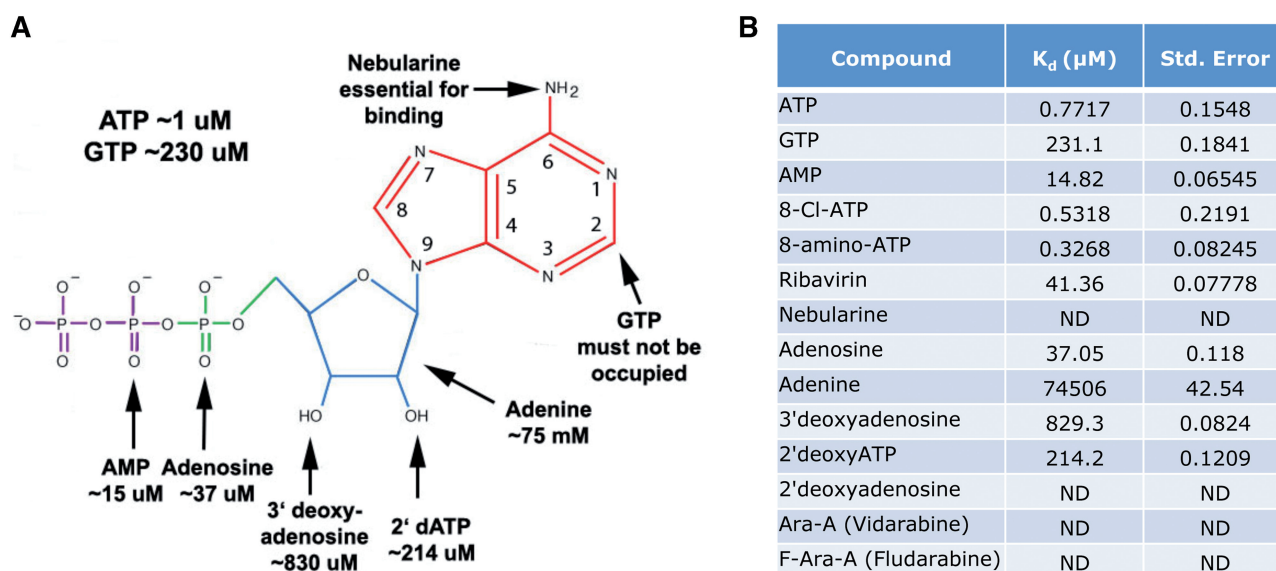 A
Nebularine
essential for
binding
NH2
ATP ~1 uM
GTP ~230 uM
N
7
6
N
1
5
8
2
4
9
3
N
N
O− O− O−
O
−O P O P O P O
O O O
GTP
must not be
occupied
HO
OH
Adenine
~75 mM
AMP
~15 uM
Adenosine
~37 uM
3‘ deoxy-
adenosine
~830 uM
2‘ dATP
~214 uM
B
Compound Kd (µM) Std. Error
ATP 0.7717 0.1548
GTP 231.1 0.1841
AMP 14.82 0.06545
8-Cl-ATP 0.5318 0.2191
8-amino-ATP 0.3268 0.08245
Ribavirin 41.36 0.07778
Nebularine ND ND
Adenosine 37.05 0.118
Adenine 74506 42.54
3'deoxyadenosine 829.3 0.0824
2'deoxyATP 214.2 0.1209
2'deoxyadenosine ND ND
Ara-A (Vidarabine) ND ND
F-Ara-A (Fludarabine) ND ND